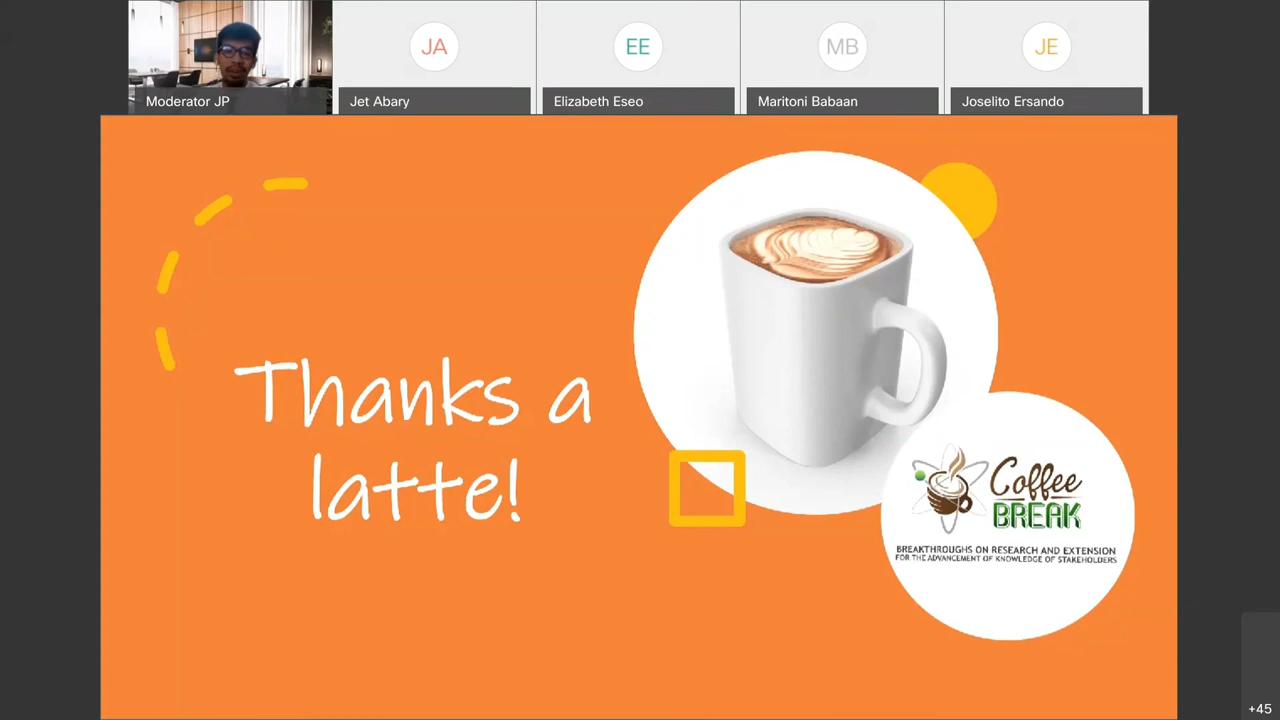 JA
EE
MB
JE
Moderator JP
Jet Abary
Elizabeth Eseo
Maritoni Babaan
Joselito Ersando
Thanks a
latte!
Coffee
BREAK
BREAKTHROUGHS ON RESEARCH AND EXTENSION
FOR THE ADVANCEMENT OF KNOWLEDGE OF STAKEHOLDERS
+45